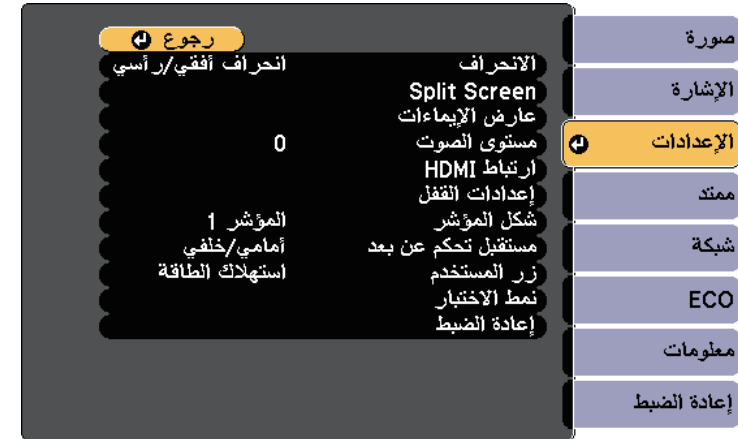 صورة
الإشارة
الإعدادات
ممتد
شبكة
ECO
معلومات
إعادة الضبط
رجوع
الانحراف انحراف أفقي/رأسي
Split Screen
عارض الإيماءات
مستوى الصوت 0
ارتباط HDMI
إعدادات القفل
شكل المؤشر المؤشر 1
مستقبل تحكم عن بعد أمامي/خلفي
زر المستخدم استهلاك الطاقة
نمط الاختبار
إعادة الضبط